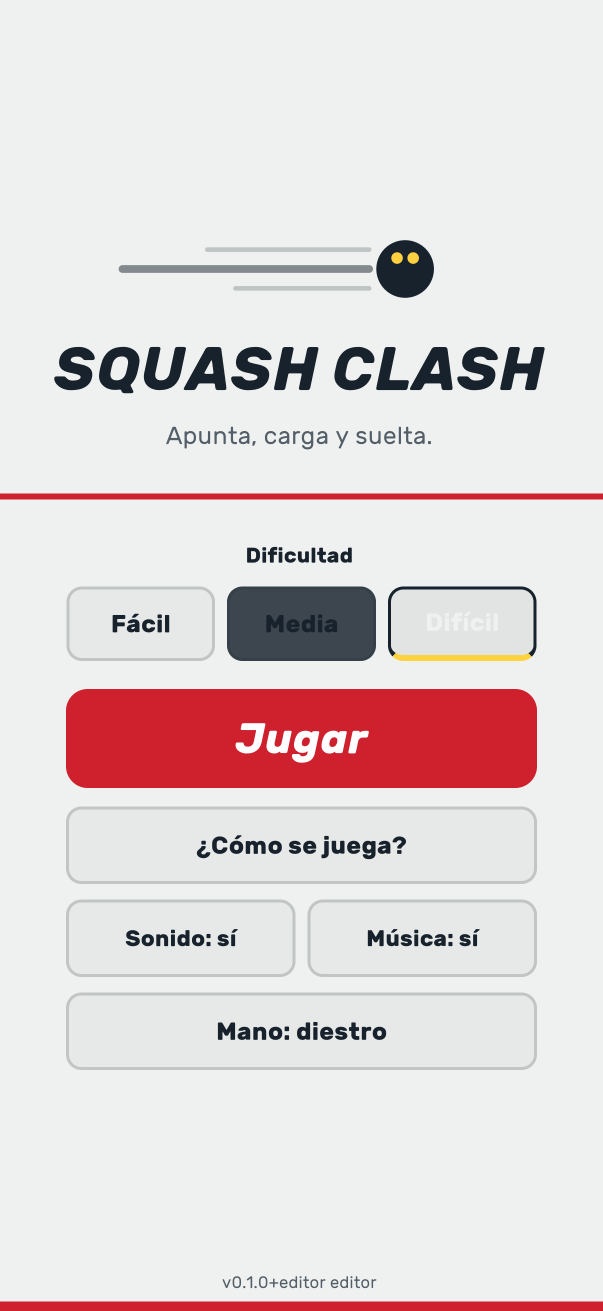 SQUASH CLASH
Apunta, carga y suelta.
Dificultad
Fácil
Media
Difícil
Jugar
¿Cómo se juega?
Sonido: sí
Música: sí
Mano: diestro
v0.1.0+editor editor